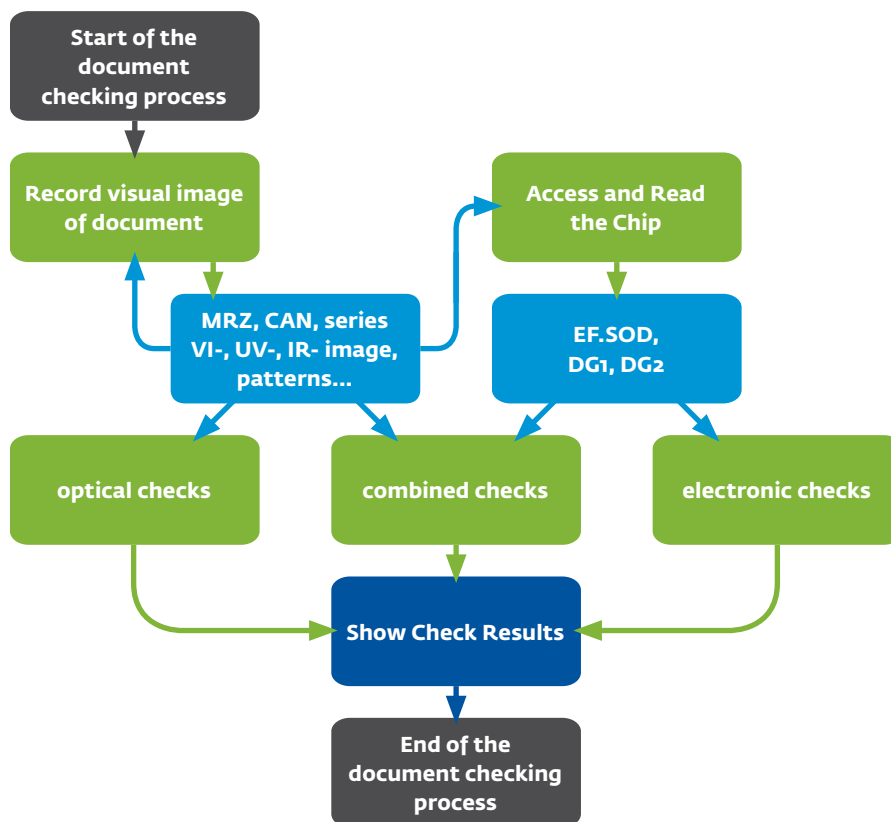 Start of the
document
checking process
Record visual image
of document
Access and Read
the Chip
MRZ, CAN, series
VI-, UV-, IR- image,
patterns...
EF.SOD,
DG1, DG2
optical checks
combined checks
electronic checks
Show Check Results
End of the
document checking
process